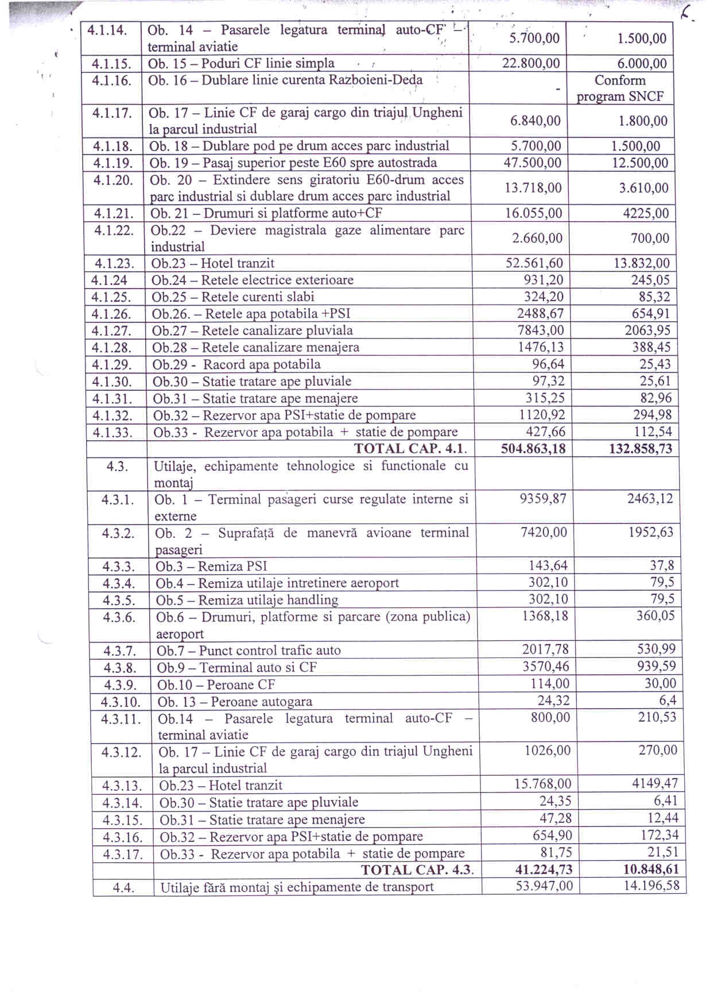 4.1.14. Ob. 14 – Pasarele legatura terminal auto-CF – 5.700,00 1.500,00
terminal aviatie
4.1.15. Ob. 15 – Poduri CF linie simpla 22.800,00 6.000,00
4.1.16. Ob. 16 – Dublare linie curenta Razboieni-Deda - Conform
program SNCF
4.1.17. Ob. 17 – Linie CF de garaj cargo din triajul Ungheni 6.840,00 1.800,00
la parcul industrial
4.1.18. Ob. 18 – Dublare pod pe drum acces parc industrial 5.700,00 1.500,00
4.1.19. Ob. 19 – Pasaj superior peste E60 spre autostrada 47.500,00 12.500,00
4.1.20. Ob. 20 – Extindere sens giratoriu E60-drum acces 13.718,00 3.610,00
parc industrial si dublare drum acces parc industrial
4.1.21. Ob. 21 – Drumuri si platforme auto+CF 16.055,00 4225,00
4.1.22. Ob.22 – Deviere magistrala gaze alimentare parc 2.660,00 700,00
industrial
4.1.23. Ob.23 – Hotel tranzit 52.561,60 13.832,00
4.1.24 Ob.24 – Retele electrice exterioare 931,20 245,05
4.1.25. Ob.25 – Retele curenti slabi 324,20 85,32
4.1.26. Ob.26. – Retele apa potabila +PSI 2488,67 654,91
4.1.27. Ob.27 – Retele canalizare pluviala 7843,00 2063,95
4.1.28. Ob.28 – Retele canalizare menajera 1476,13 388,45
4.1.29. Ob.29 - Racord apa potabila 96,64 25,43
4.1.30. Ob.30 – Statie tratare ape pluviale 97,32 25,61
4.1.31. Ob.31 – Statie tratare ape menajere 315,25 82,96
4.1.32. Ob.32 – Rezervor apa PSI+statie de pompare 1120,92 294,98
4.1.33. Ob.33 - Rezervor apa potabila + statie de pompare 427,66 112,54
TOTAL CAP. 4.1. 504.863,18 132.858,73
4.3. Utilaje, echipamente tehnologice si functionale cu
montaj
4.3.1. Ob. 1 – Terminal pasageri curse regulate interne si 9359,87 2463,12
externe
4.3.2. Ob. 2 – Suprafaţă de manevră avioane terminal 7420,00 1952,63
pasageri
4.3.3. Ob.3 – Remiza PSI 143,64 37,8
4.3.4. Ob.4 – Remiza utilaje intretinere aeroport 302,10 79,5
4.3.5. Ob.5 – Remiza utilaje handling 302,10 79,5
4.3.6. Ob.6 – Drumuri, platforme si parcare (zona publica) 1368,18 360,05
aeroport
4.3.7. Ob.7 – Punct control trafic auto 2017,78 530,99
4.3.8. Ob.9 – Terminal auto si CF 3570,46 939,59
4.3.9. Ob.10 – Peroane CF 114,00 30,00
4.3.10. Ob. 13 – Peroane autogara 24,32 6,4
4.3.11. Ob.14 – Pasarele legatura terminal auto-CF – 800,00 210,53
terminal aviatie
4.3.12. Ob. 17 – Linie CF de garaj cargo din triajul Ungheni 1026,00 270,00
la parcul industrial
4.3.13. Ob.23 – Hotel tranzit 15.768,00 4149,47
4.3.14. Ob.30 – Statie tratare ape pluviale 24,35 6,41
4.3.15. Ob.31 – Statie tratare ape menajere 47,28 12,44
4.3.16. Ob.32 – Rezervor apa PSI+statie de pompare 654,90 172,34
4.3.17. Ob.33 - Rezervor apa potabila + statie de pompare 81,75 21,51
TOTAL CAP. 4.3. 41.224,73 10.848,61
4.4. Utilaje fără montaj şi echipamente de transport 53.947,00 14.196,58